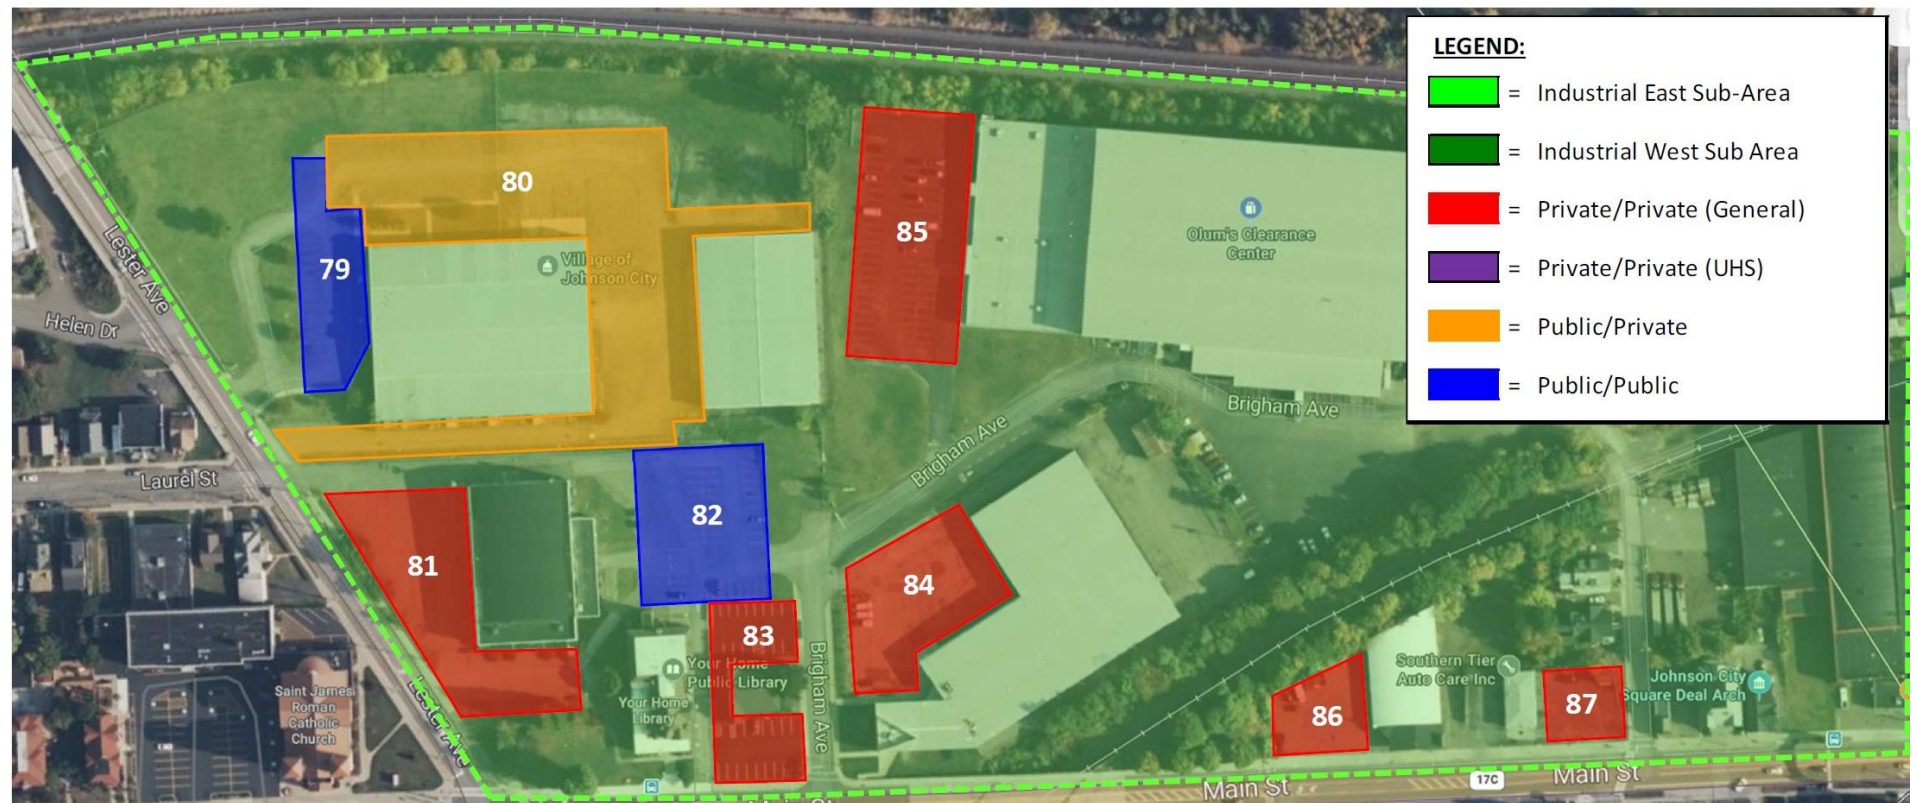 LEGEND:
= Industrial East Sub-Area
= Industrial West Sub Area
= Private/Private (General)
= Private/Private (UHS)
= Public/Private
= Public/Public
80
79
85
Village of
Johnson City
Olum's Clearance
Center
Lester Ave
Helen Dr
Brigham Ave
Brigham Ave
Laurel St
82
81
84
83
Your Home
Public Library
Your Home
Library
Brigham Ave
Saint James
Roman
Catholic
Church
Lester Ave
Southern Tier
Auto Care Inc
Johnson City
Square Deal Arch
86
87
17C
Main St
Main St
Main St